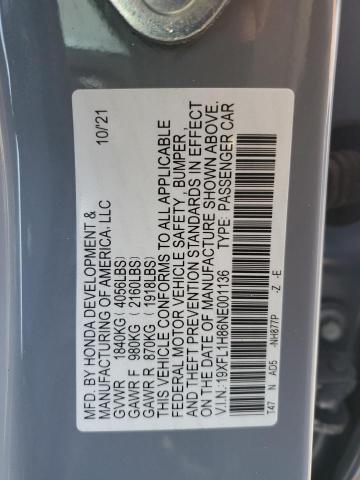 MFD. BY HONDA DEVELOPMENT & 10/21
MANUFACTURING OF AMERICA, LLC
GVWR 1840KG ( 4056LBS)
GAWR F 980KG ( 2160LBS)
GAWR R 870KG ( 1918LBS)
THIS VEHICLE CONFORMS TO ALL APPLICABLE
FEDERAL MOTOR VEHICLE SAFETY, BUMPER,
AND THEFT PREVENTION STANDARDS IN EFFECT
ON THE DATE OF MANUFACTURE SHOWN ABOVE.
V.I.N: 19XFL1H86NE001136 TYPE: PASSENGER CAR
T47 N AD5 -NH877P -Z -E